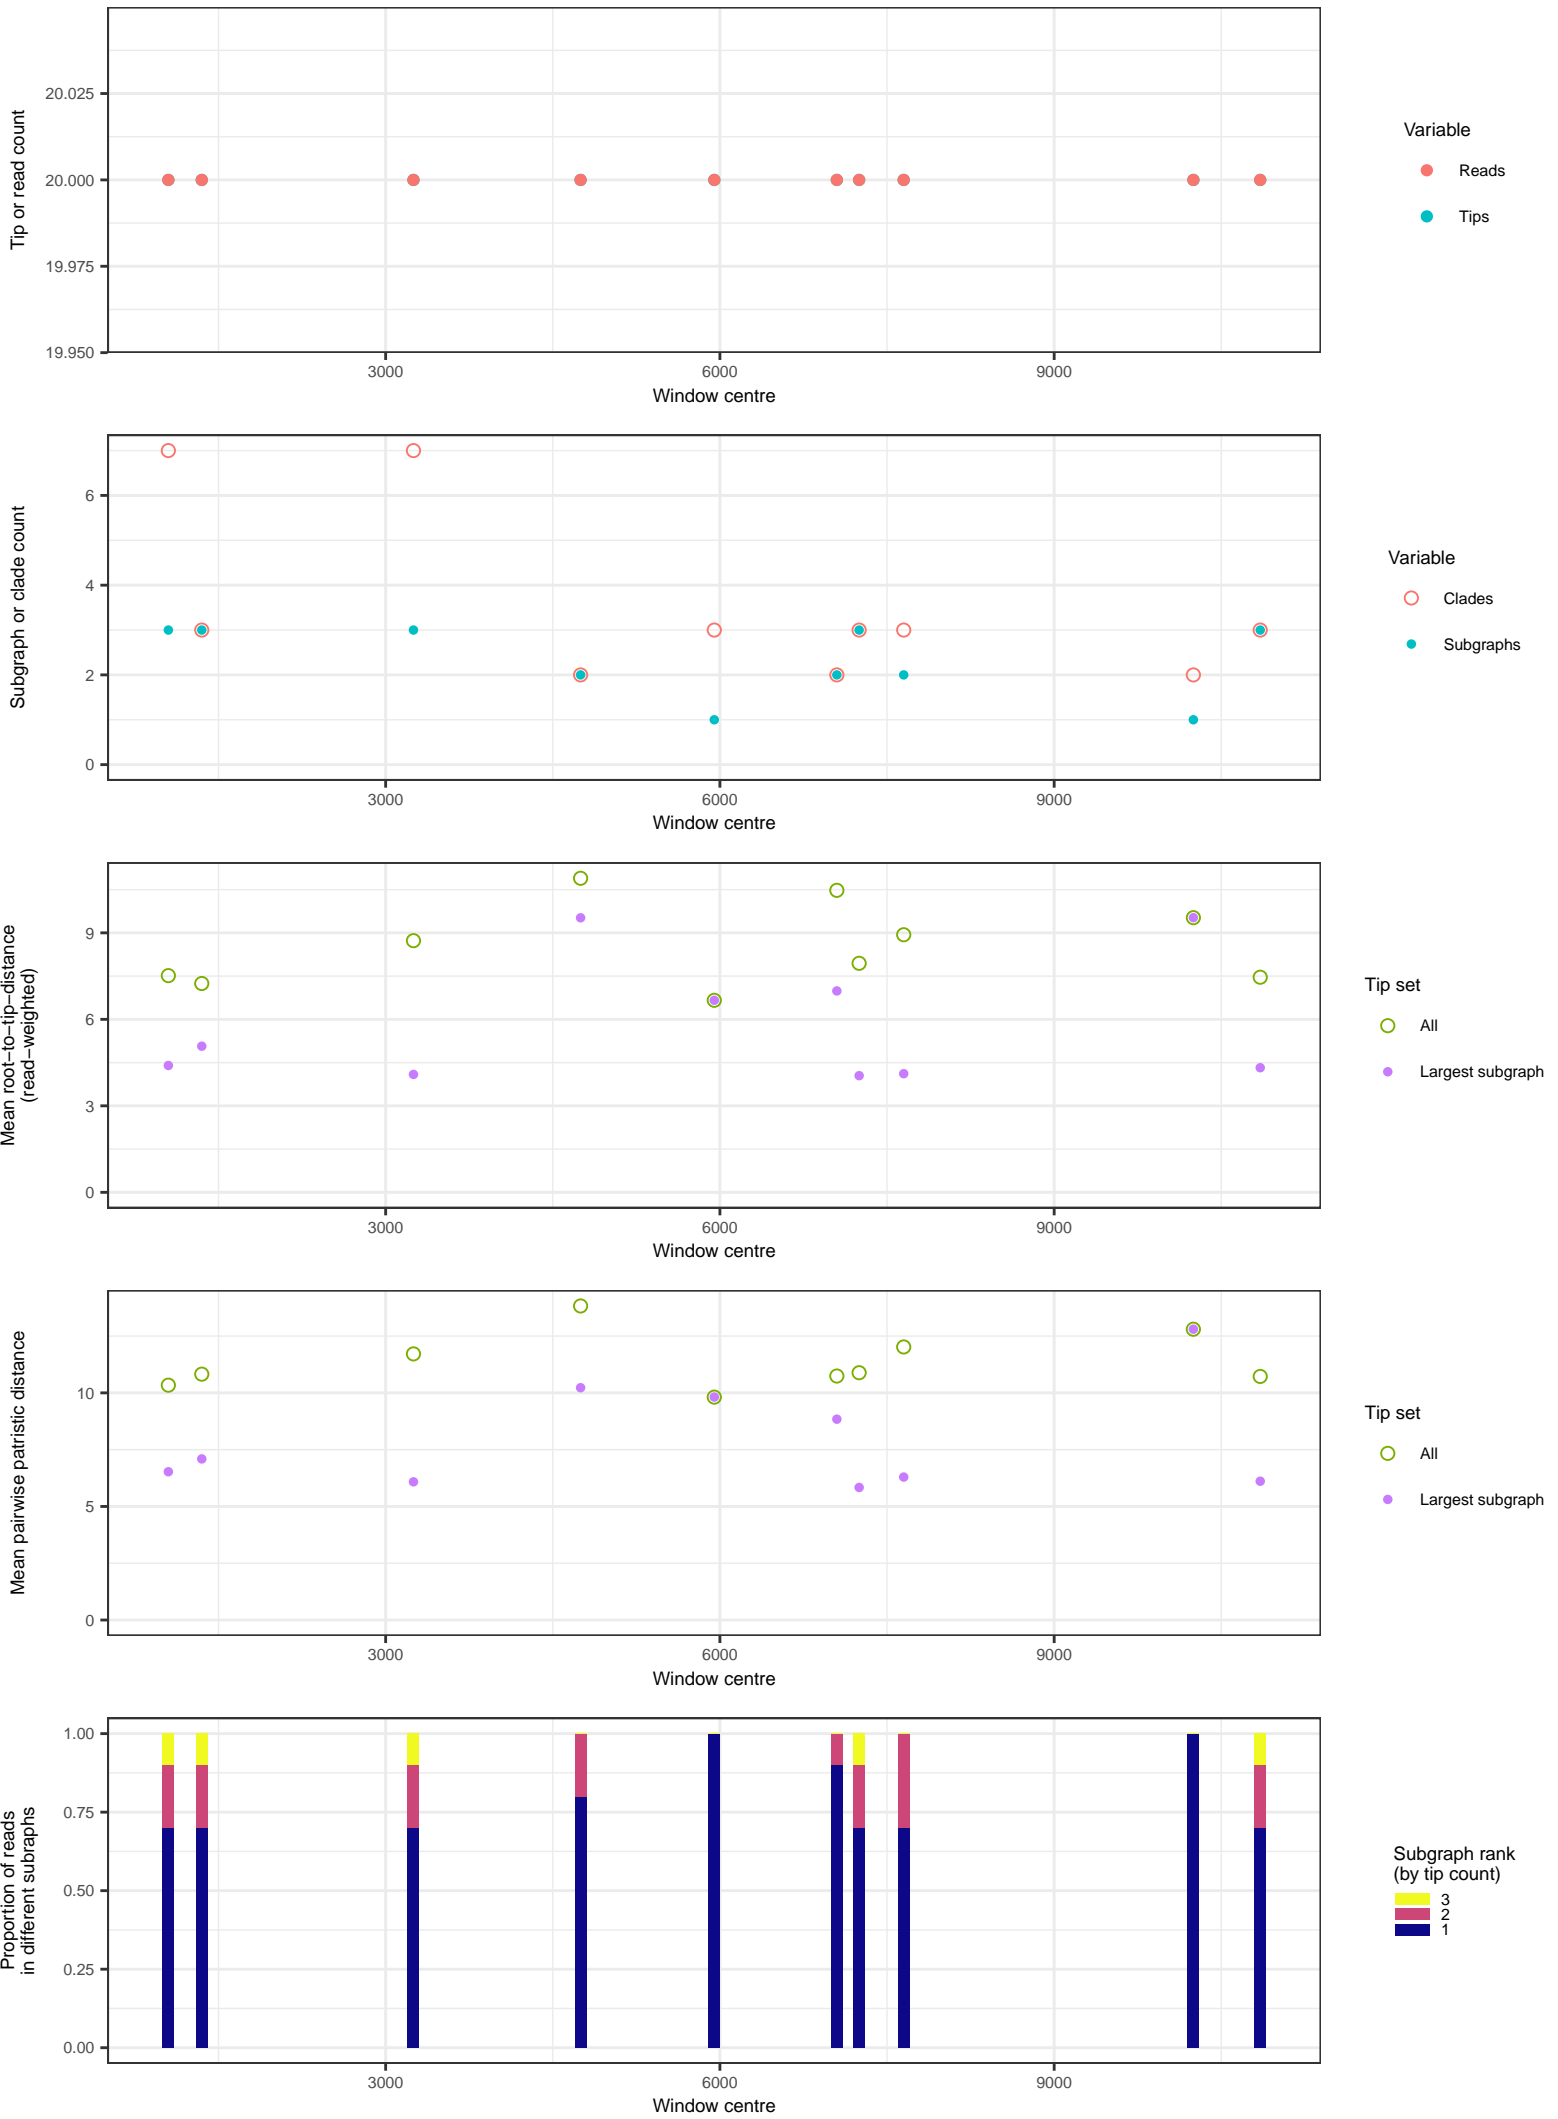 20.025
20.000
19.975
19.950
Tip or read count
3000 6000 9000
Window centre
Variable
Reads
Tips
6
4
2
0
Subgraph or clade count
3000 6000 9000
Window centre
Variable
Clades
Subgraphs
9
6
3
0
Mean root−to−tip−distance
(read−weighted)
3000 6000 9000
Window centre
Tip set
All
Largest subgraph
10
5
0
Mean pairwise patristic distance
3000 6000 9000
Window centre
Tip set
All
Largest subgraph
1.00
0.75
0.50
0.25
0.00
Proportion of reads
in different subraphs
3000 6000 9000
Window centre
Subgraph rank
(by tip count)
3
2
1